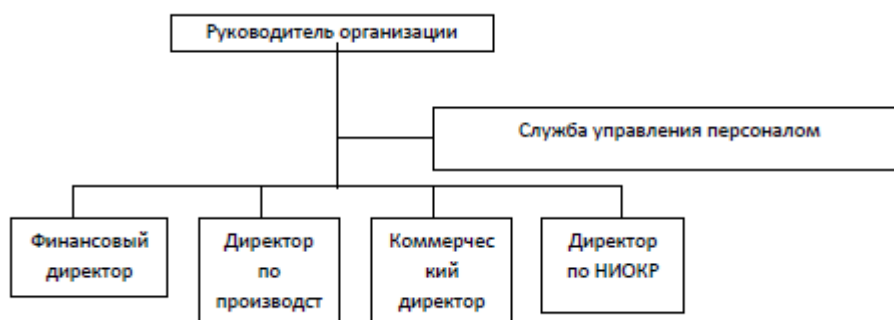 Руководитель организации
Служба управления персоналом
Финансовый
директор
Директор
по
производст
Коммерчес
кий
директор
Директор
по НИОКР